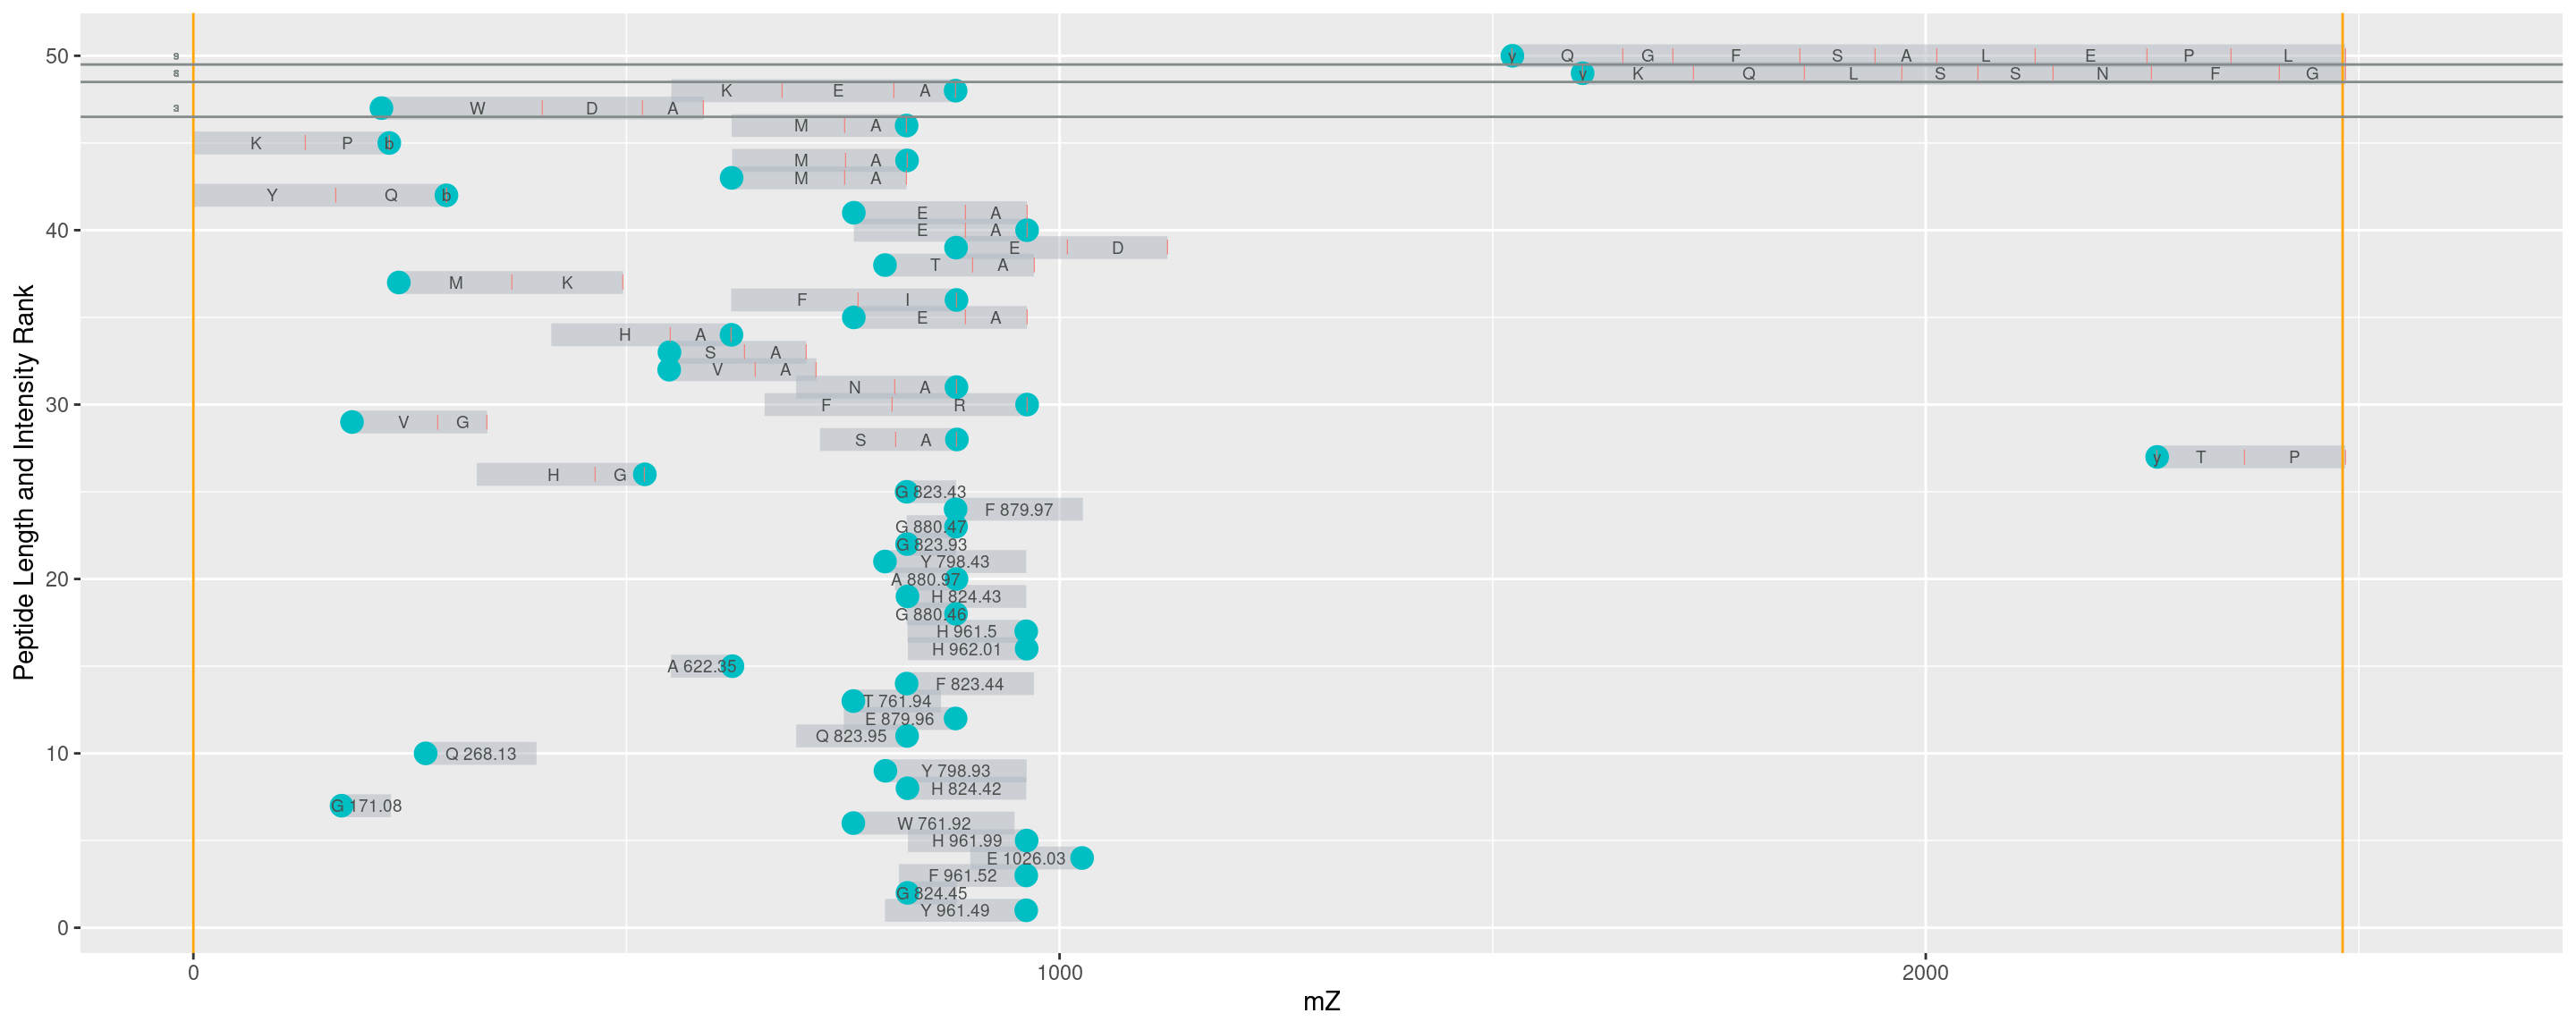 50 9 y Q G F S A L E P L
8 y K Q L S S N F G
K E A
3 W D A
M A
K P b
M A
M A
Y Q b
E A
40 E A
E D
T A
M K
F I
E A
H A
S A
V A
N A
30 F R
V G
S A
y T P
H G
G 823.43
F 879.97
G 880.47
G 823.93
Y 798.43
20 A 880.97
H 824.43
G 880.46
H 961.5
H 962.01
A 622.35
F 823.44
T 761.94
E 879.96
Q 823.95
10 Q 268.13
Y 798.93
H 824.42
G 171.08
W 761.92
H 961.99
E 1026.03
F 961.52
G 824.45
Y 961.49
0
0 1000 2000
mZ
Peptide Length and Intensity Rank